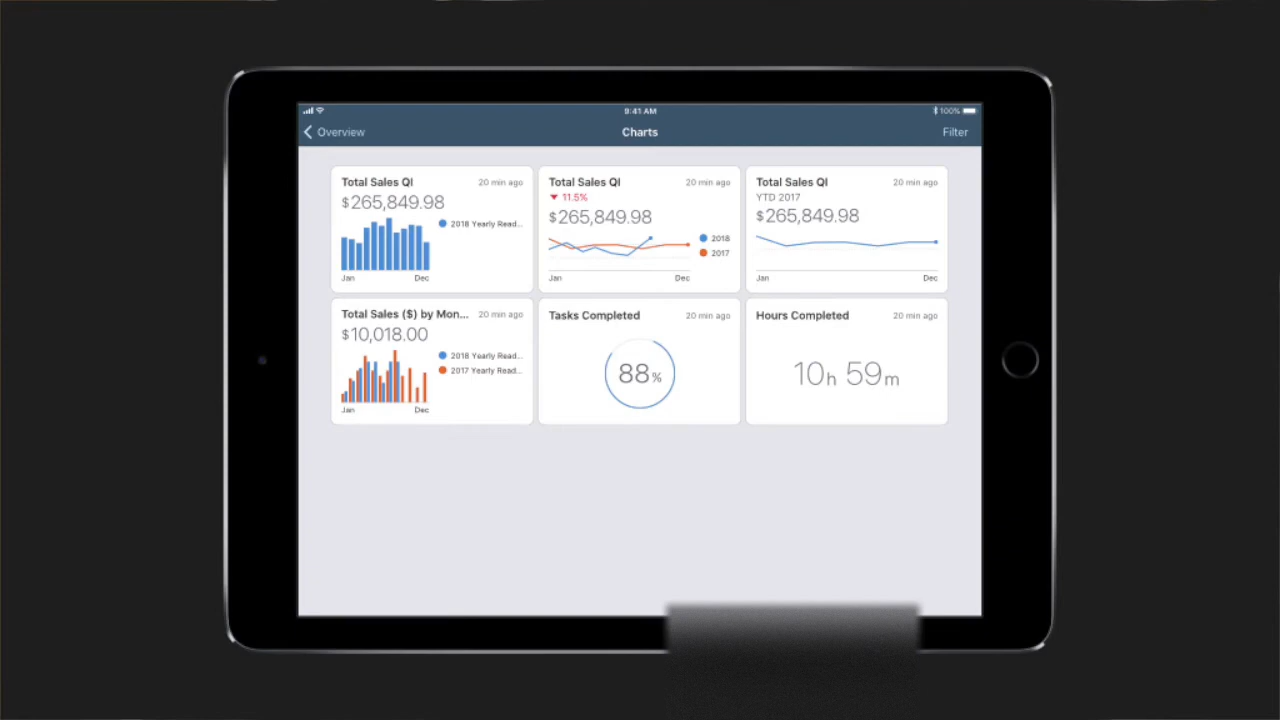 9:41 AM
100%
Overview
Charts
Filter
Total Sales QI
20 min ago
$265,849.98
2018 Yearly Read...
Jan
Dec
Total Sales QI
20 min ago
11.5%
$265,849.98
2018
2017
Jan
Dec
Total Sales QI
20 min ago
YTD 2017
$265,849.98
Jan
Dec
Total Sales ($) by Mon...
20 min ago
$10,018.00
2018 Yearly Read...
2017 Yearly Read...
Jan
Dec
Tasks Completed
20 min ago
88%
Hours Completed
20 min ago
10h 59m